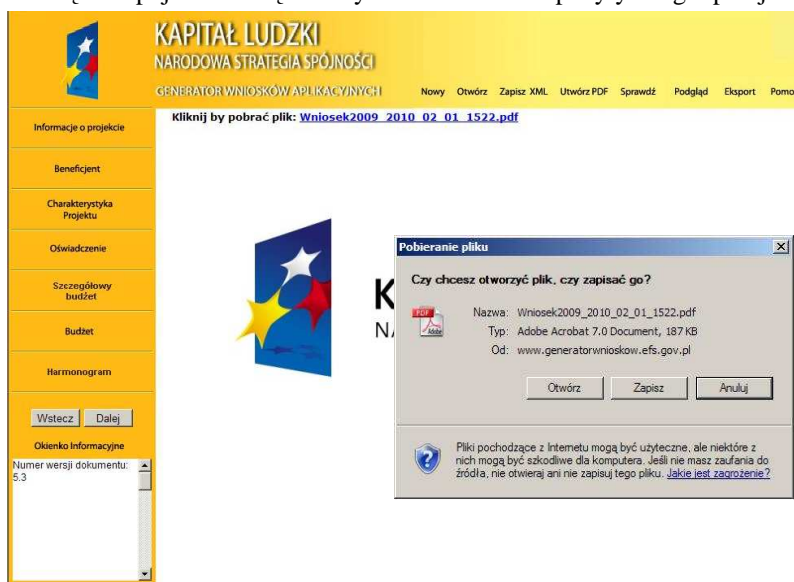 KAPITAŁ LUDZKI
NARODOWA STRATEGIA SPÓJNOŚCI
GENERATOR WNIOSKÓW APLIKACYJNYCH
Nowy Otwórz Zapisz XML Utwórz PDF Sprawdź Podgląd Eksport Pomo
Informacje o projekcie
Beneficjent
Charakterystyka
Projektu
Oświadczenie
Szczegółowy
budżet
Budżet
Harmonogram
Wstecz Dalej
Okienko Informacyjne
Numer wersji dokumentu:
5.3
Kliknij by pobrać plik: Wniosek2009_2010_02_01_1522.pdf
K
NA
Pobieranie pliku
Czy chcesz otworzyć plik, czy zapisać go?
PDF
Adobe
Nazwa: Wniosek2009_2010_02_01_1522.pdf
Typ: Adobe Acrobat 7.0 Document, 187 KB
Od: www.generatorwnioskow.efs.gov.pl
Otwórz Zapisz Anuluj
Pliki pochodzące z Internetu mogą być użyteczne, ale niektóre z
nich mogą być szkodliwe dla komputera. Jeśli nie masz zaufania do
źródła, nie otwieraj ani nie zapisuj tego pliku. Jakie jest zagrożenie?